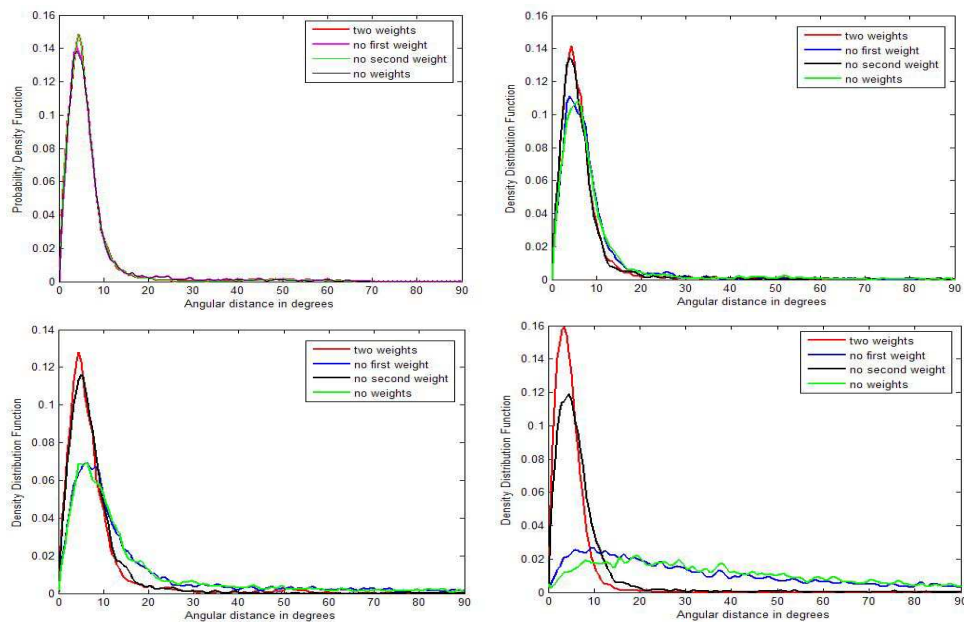 0.16
0.14
0.12
0.1
0.08
0.06
0.04
0.02
0
Probability Density Function
two weights
no first weight
no second weight
no weights
0 10 20 30 40 50 60 70 80 90
Angular distance in degrees
0.16
0.14
0.12
0.1
0.08
0.06
0.04
0.02
0
Density Distribution Function
two weights
no first weight
no second weight
no weights
0 10 20 30 40 50 60 70 80 90
Angular distance in degrees
0.14
0.12
0.1
0.08
0.06
0.04
0.02
0
Density Distribution Function
two weights
no first weight
no second weight
no weights
0 10 20 30 40 50 60 70 80 90
Angular distance in degrees
0.16
0.14
0.12
0.1
0.08
0.06
0.04
0.02
0
Density Distribution Function
two weights
no first weight
no second weight
no weights
0 10 20 30 40 50 60 70 80 90
Angular distance in degrees